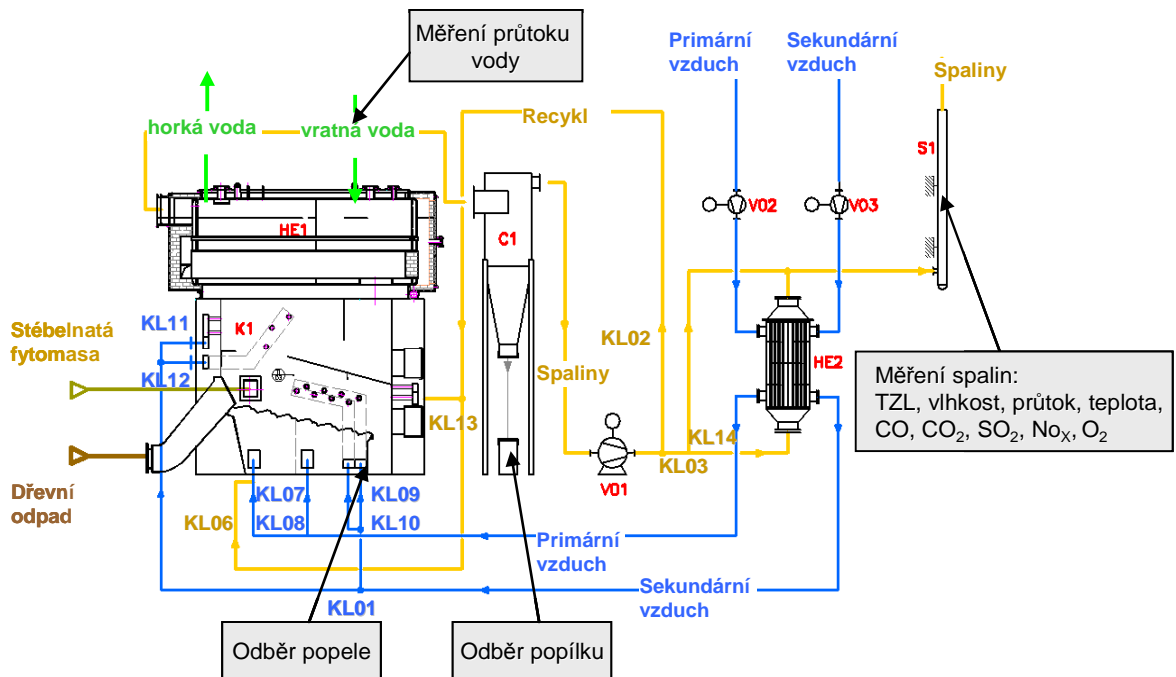 Měření průtoku
vody
Primární
vzduch
Sekundární
vzduch
Spaliny
horká voda
vratná voda
Recykl
S1
V02
V03
HE1
C1
KL11
K1
Stébelnatá
fytomasa
KL12
KL02
Spaliny
HE2
KL13
KL14
KL03
V01
Měření spalin:
TZL, vlhkost, průtok, teplota,
CO, CO₂, SO₂, Noₓ, O₂
Dřevní
odpad
KL07
KL09
KL06
KL08
KL10
Primární
vzduch
Sekundární
vzduch
KL01
Odběr popele
Odběr popílku